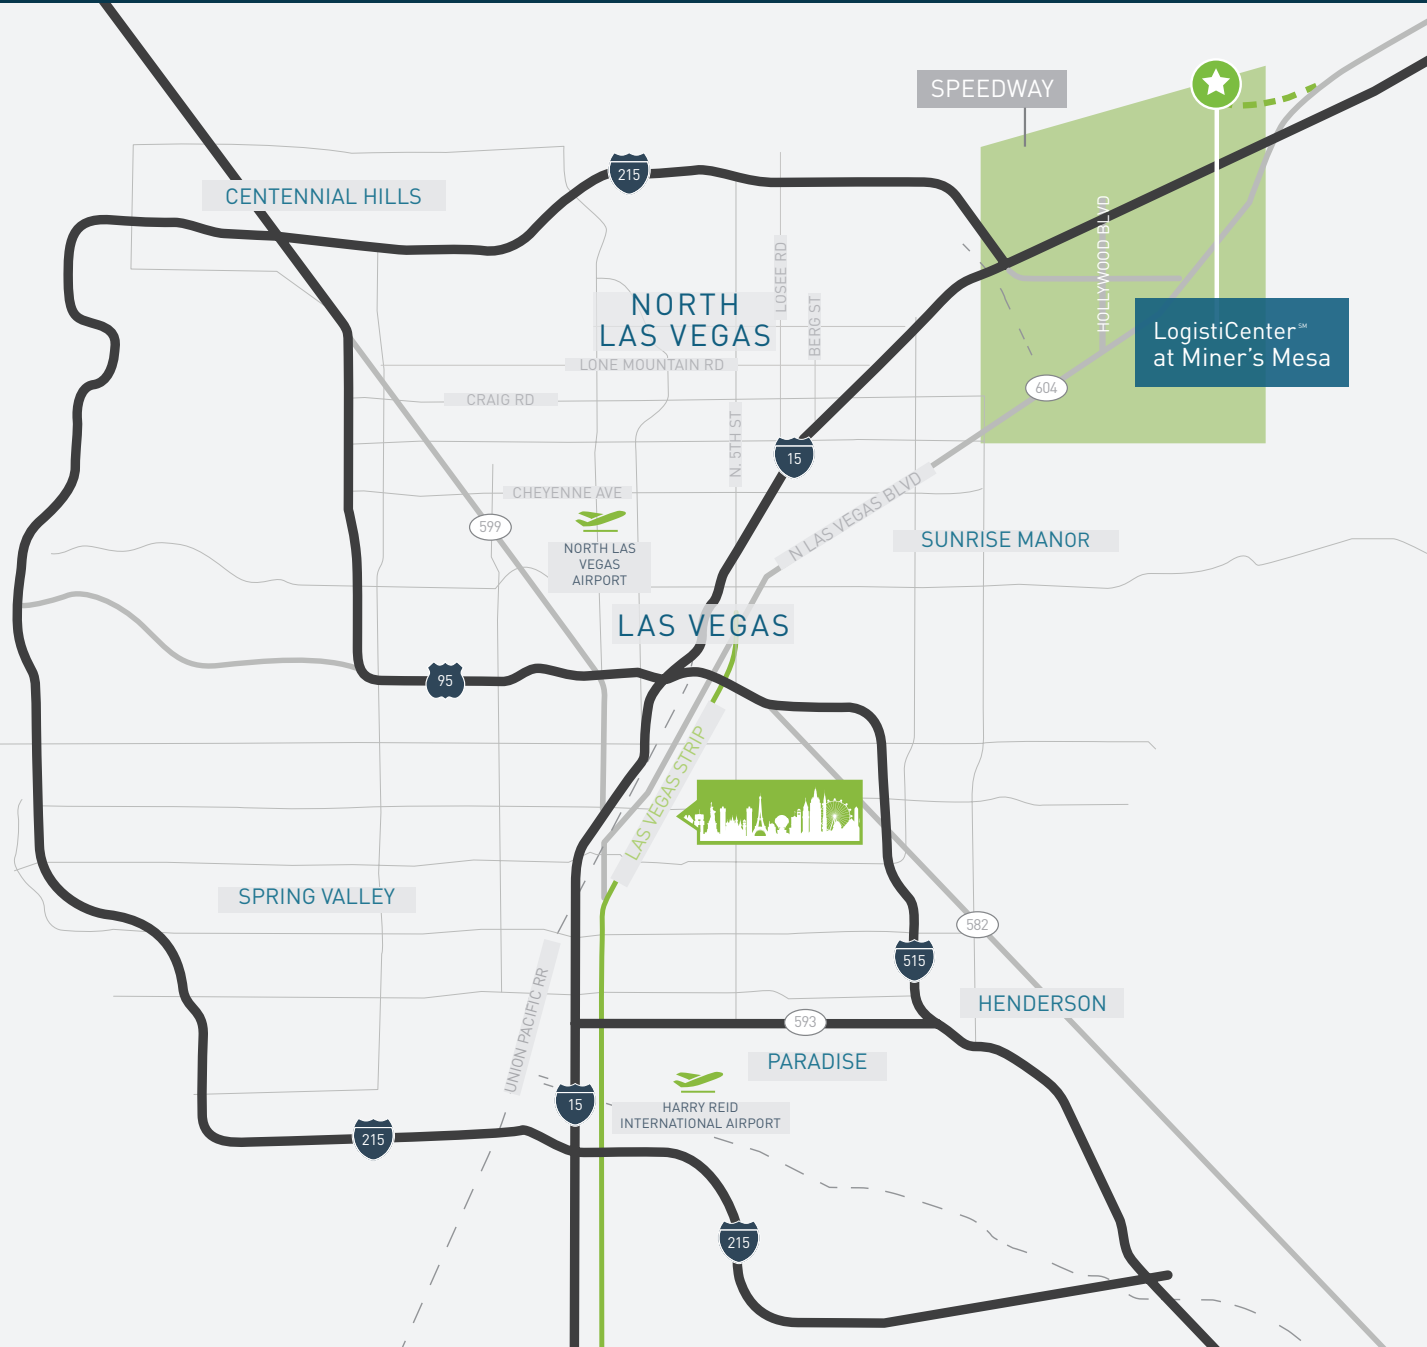 SPEEDWAY
215
CENTENNIAL HILLS
HOLLYWOOD BLVD
LOSEE RD
NORTH
LAS VEGAS
BERG ST
LogistiCenter℠
at Miner's Mesa
LONE MOUNTAIN RD
604
CRAIG RD
N. 5TH ST
15
CHEYENNE AVE
N LAS VEGAS BLVD
599
SUNRISE MANOR
NORTH LAS
VEGAS
AIRPORT
LAS VEGAS
95
LAS VEGAS STRIP
SPRING VALLEY
582
515
UNION PACIFIC RR
HENDERSON
593
PARADISE
15
HARRY REID
INTERNATIONAL AIRPORT
215
215